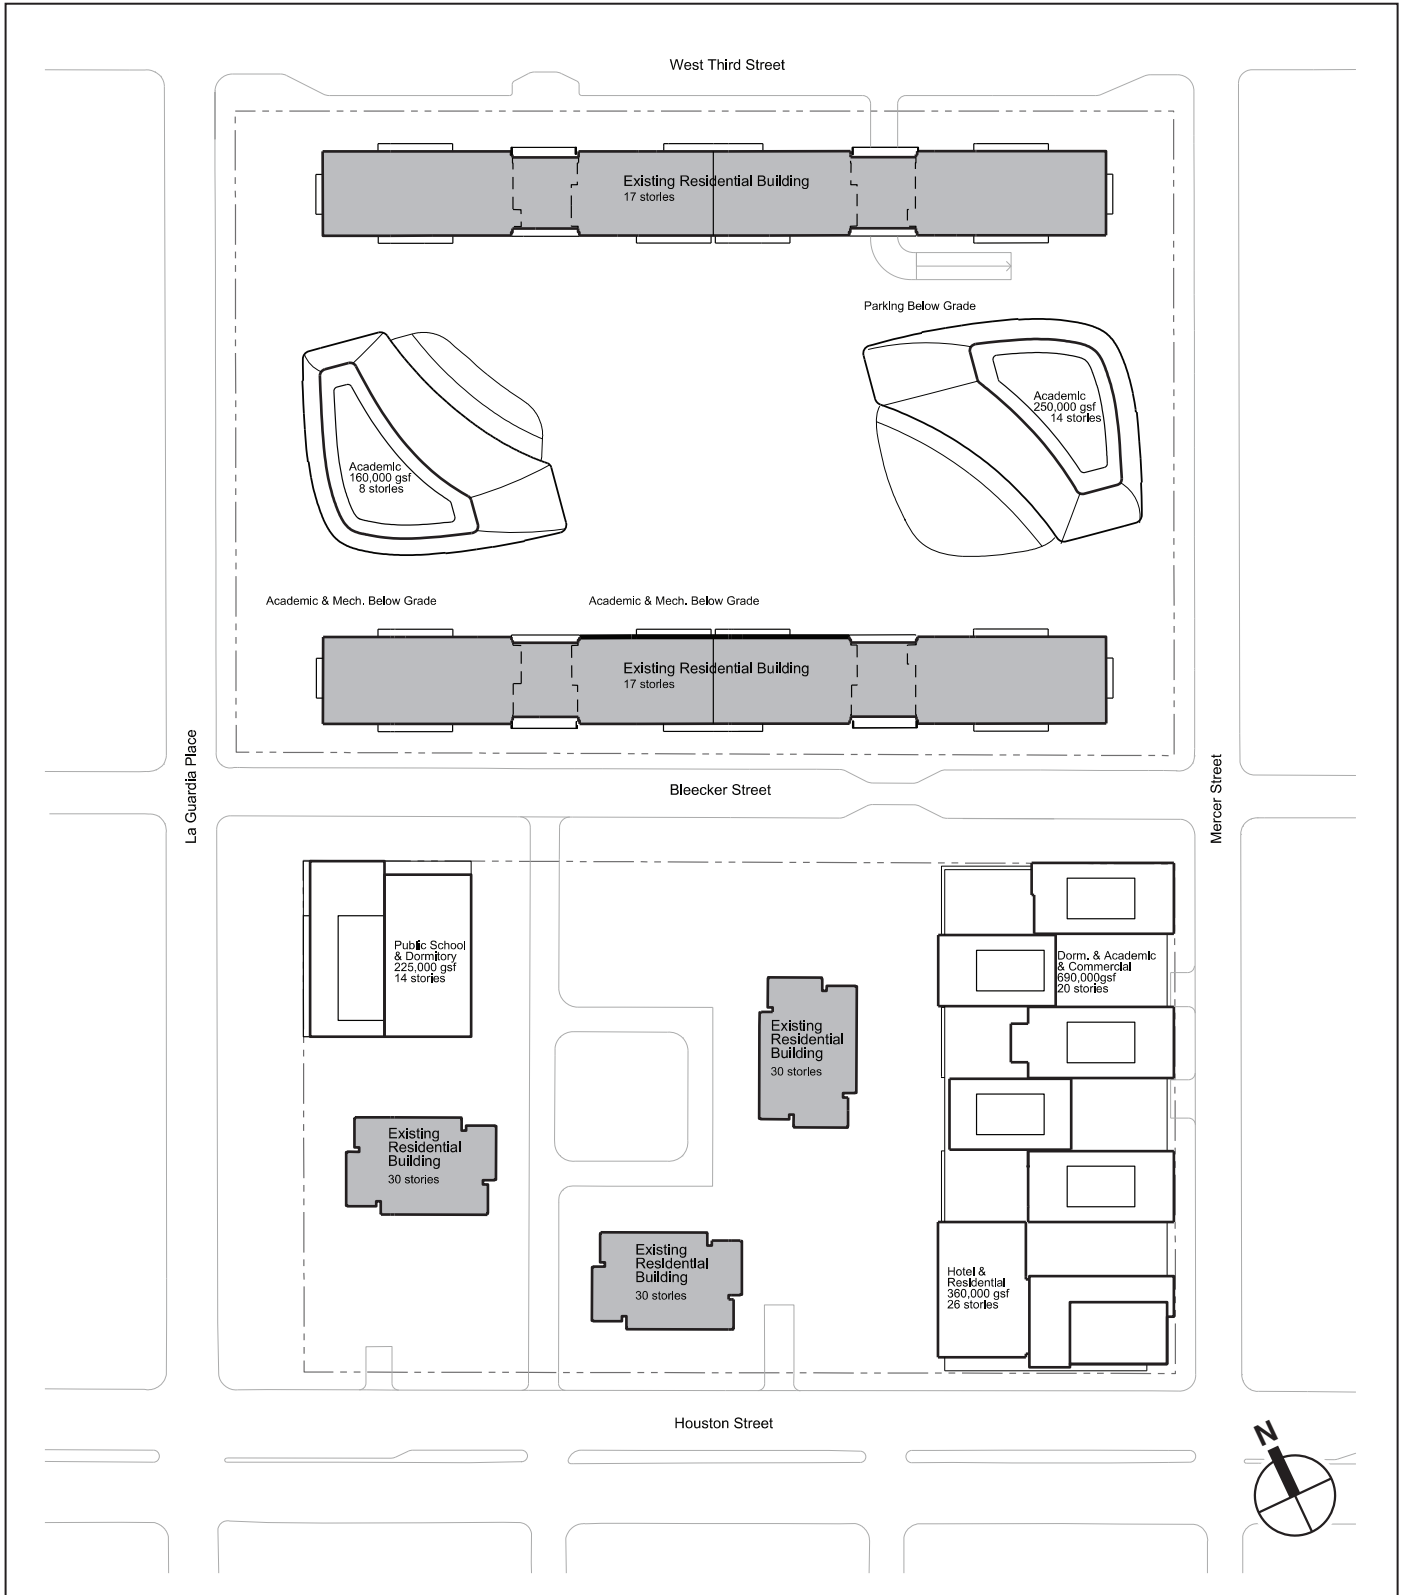 West Third Street
Existing Residential Building
17 stories
Parking Below Grade
Academic
250,000 gsf
14 stories
Academic
160,000 gsf
8 stories
Academic & Mech. Below Grade
Academic & Mech. Below Grade
Existing Residential Building
17 stories
La Guardia Place
Mercer Street
Bleecker Street
Public School
& Dormitory
225,000 gsf
14 stories
Dorm. & Academic
& Commercial
690,000gsf
20 stories
Existing
Residential
Building
30 stories
Existing
Residential
Building
30 stories
Existing
Residential
Building
30 stories
Hotel &
Residential
360,000 gsf
26 stories
Houston Street
N